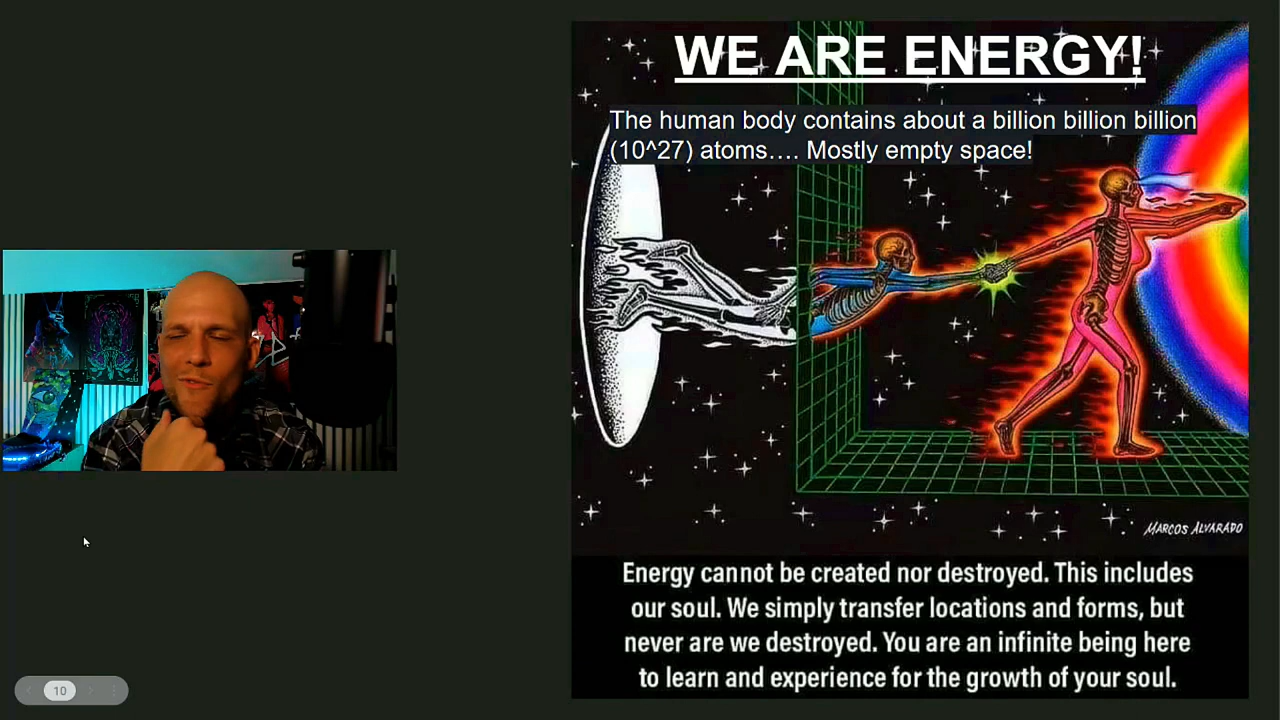 WE ARE ENERGY!
The human body contains about a billion billion billion
(10^27) atoms…. Mostly empty space!
MARCOS ALVARADO
Energy cannot be created nor destroyed. This includes
our soul. We simply transfer locations and forms, but
never are we destroyed. You are an infinite being here
to learn and experience for the growth of your soul.
10